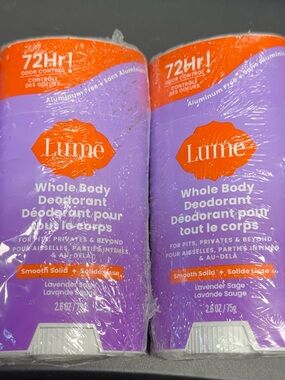 72Hr!
ODOR CONTROL
CONTRÔLE
DES ODEURS
Aluminum Free • Sans Aluminium
Lumē
Whole Body
Deodorant
Déodorant pour
tout le corps
FOR PITS, PRIVATES & BEYOND
POUR AISSELLES, PARTIES INTIMES
& AU-DELÀ
Smooth Solid + Solide Lisse
Lavender Sage
Lavande Sauge
2.6 OZ / 75g
72Hr!
ODOR CONTROL
CONTRÔLE
DES ODEURS
Aluminum Free • Sans Aluminum
Lumē
Whole Body
Deodorant
Déodorant pour
tout le corps
FOR PITS, PRIVATES & BEYOND
POUR AISSELLES, PARTIES INTIMES
& AU-DELÀ
Smooth Solid + Solide Lisse
Lavender Sage
Lavande Sauge
2.6 OZ / 75g